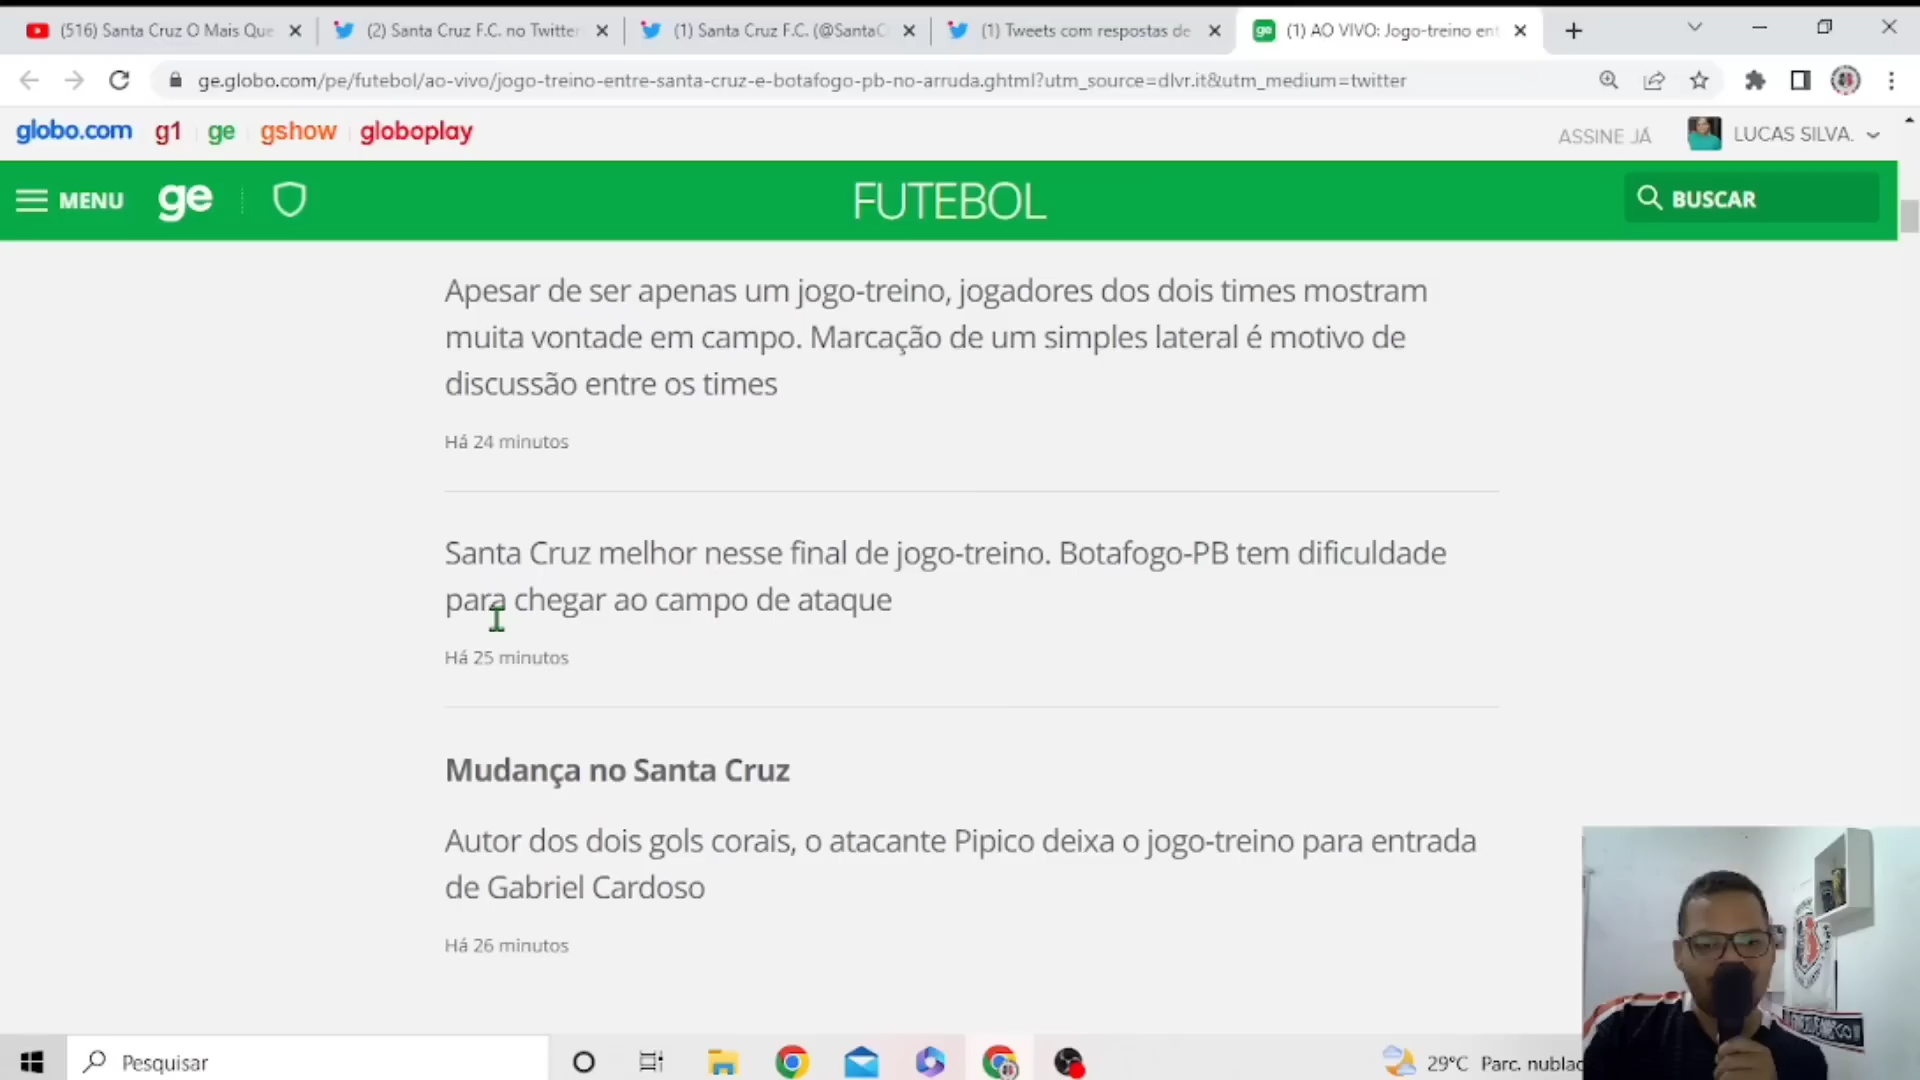 (516) Santa Cruz O Mais Que
(2) Santa Cruz F.C. no Twitter
(1) Santa Cruz F.C. (@SantaC
(1) Tweets com respostas de
(1) AO VIVO: Jogo-treino ent
ge.globo.com/pe/futebol/ao-vivo/jogo-treino-entre-santa-cruz-e-botafogo-pb-no-arruda.ghtml?utm_source=dlvr.it&utm_medium=twitter
globo.com g1 ge gshow globoplay
ASSINE JÁ LUCAS SILVA.
MENU ge FUTEBOL BUSCAR
Apesar de ser apenas um jogo-treino, jogadores dos dois times mostram
muita vontade em campo. Marcação de um simples lateral é motivo de
discussão entre os times
Há 24 minutos
Santa Cruz melhor nesse final de jogo-treino. Botafogo-PB tem dificuldade
para chegar ao campo de ataque
Há 25 minutos
Mudança no Santa Cruz
Autor dos dois gols corais, o atacante Pipico deixa o jogo-treino para entrada
de Gabriel Cardoso
Há 26 minutos
Pesquisar
29°C Parc. nublac